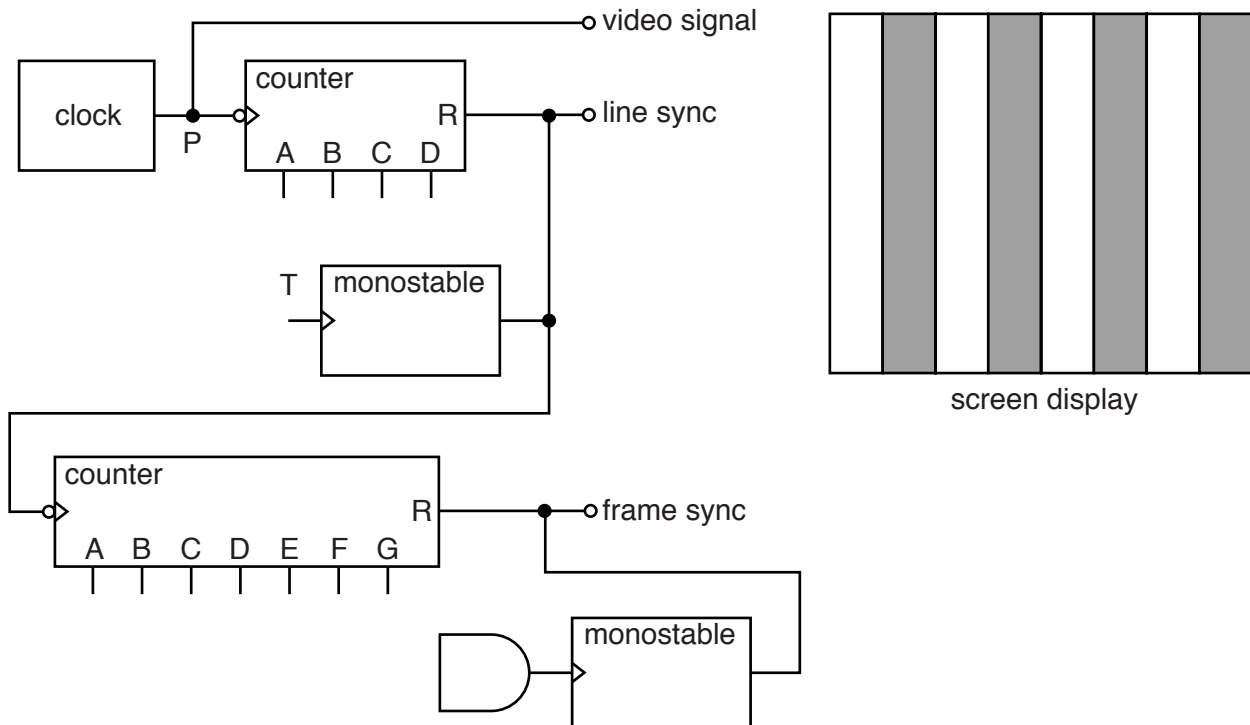 video signal
counter
clock
R
line sync
P
A B C D
T
monostable
screen display
counter
R
frame sync
A B C D E F G
monostable